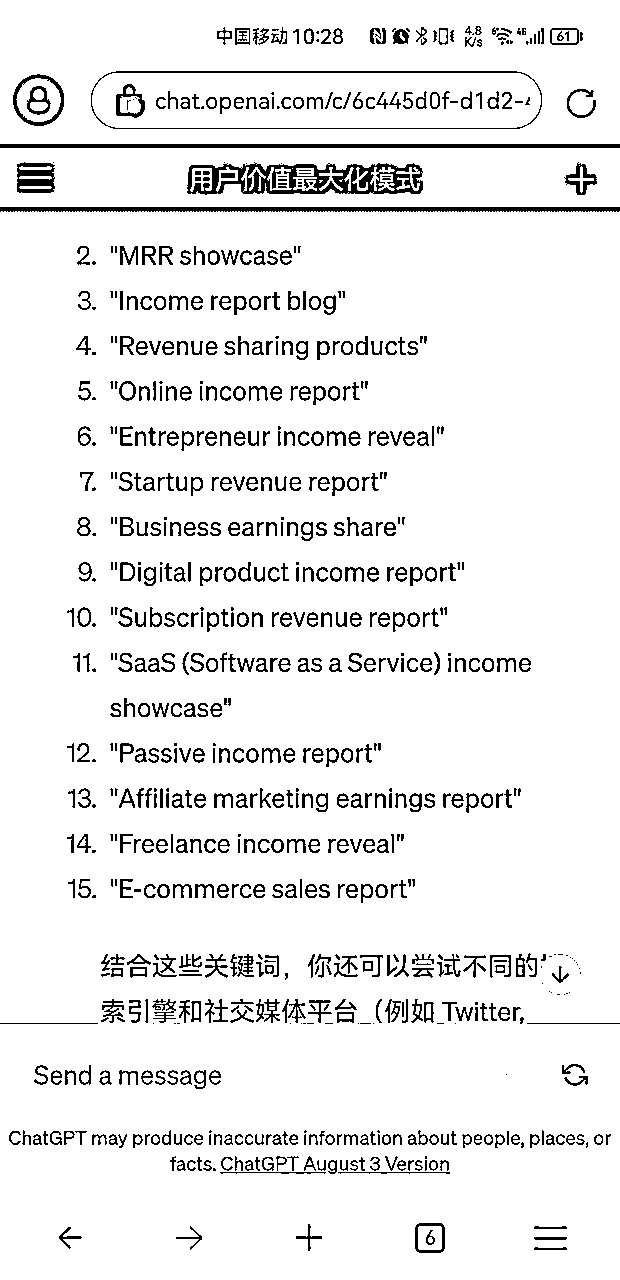 中国移动 10:28 4.8 K/s 4G 61
chat.openai.com/c/6c445d0f-d1d2-
用户价值最大化模式
2. "MRR showcase"
3. "Income report blog"
4. "Revenue sharing products"
5. "Online income report"
6. "Entrepreneur income reveal"
7. "Startup revenue report"
8. "Business earnings share"
9. "Digital product income report"
10. "Subscription revenue report"
11. "SaaS (Software as a Service) income
showcase"
12. "Passive income report"
13. "Affiliate marketing earnings report"
14. "Freelance income reveal"
15. "E-commerce sales report"
结合这些关键词，你还可以尝试不同的
索引擎和社交媒体平台（例如 Twitter,
Send a message
ChatGPT may produce inaccurate information about people, places, or
facts. ChatGPT August 3 Version
6